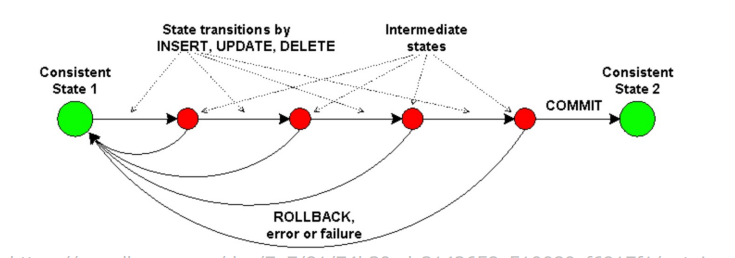 State transitions by
INSERT, UPDATE, DELETE
Intermediate
states
Consistent
State 1
Consistent
State 2
COMMIT
ROLLBACK,
error or failure